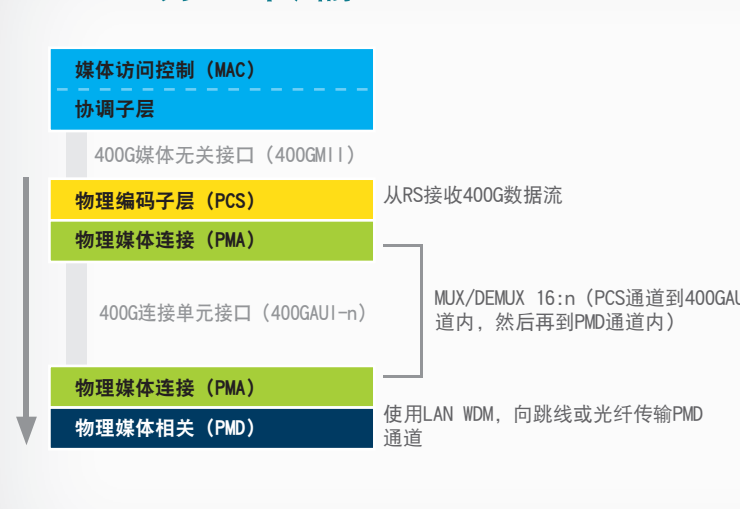 媒体访问控制（MAC）
协调子层
400G媒体无关接口（400GMII）
物理编码子层（PCS）
从RS接收400G数据流
物理媒体连接（PMA）
400G连接单元接口（400GAUI-n）
MUX/DEMUX 16:n（PCS通道到400GAU
道内，然后再到PMD通道内）
物理媒体连接（PMA）
物理媒体相关（PMD）
使用LAN WDM，向跳线或光纤传输PMD
通道